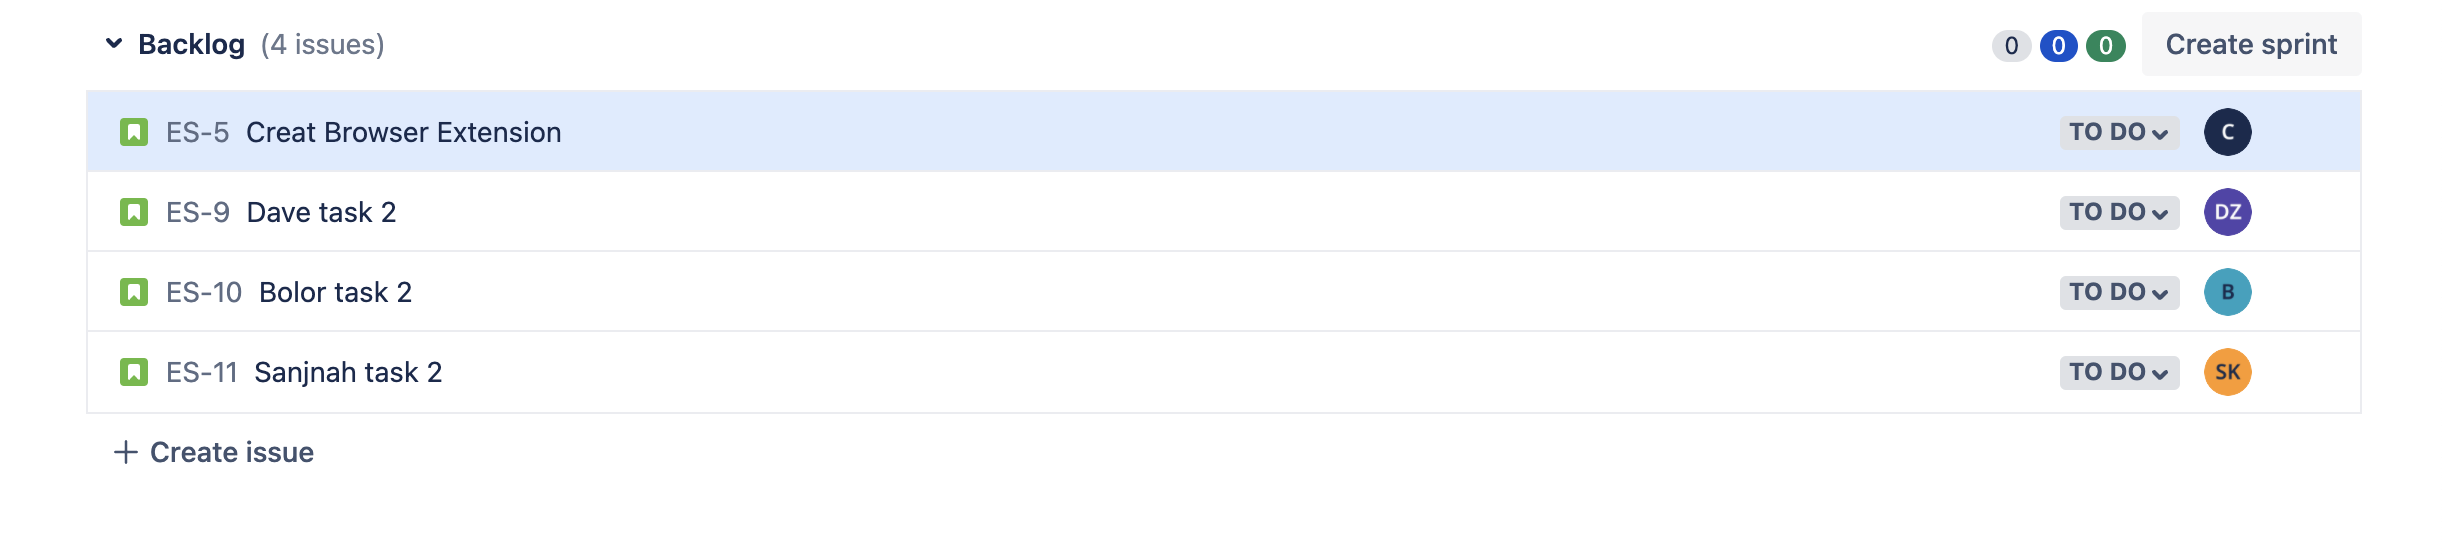 Backlog (4 issues) 0 0 0 Create sprint
ES-5 Creat Browser Extension TO DO C
ES-9 Dave task 2 TO DO DZ
ES-10 Bolor task 2 TO DO B
ES-11 Sanjnah task 2 TO DO SK
+ Create issue